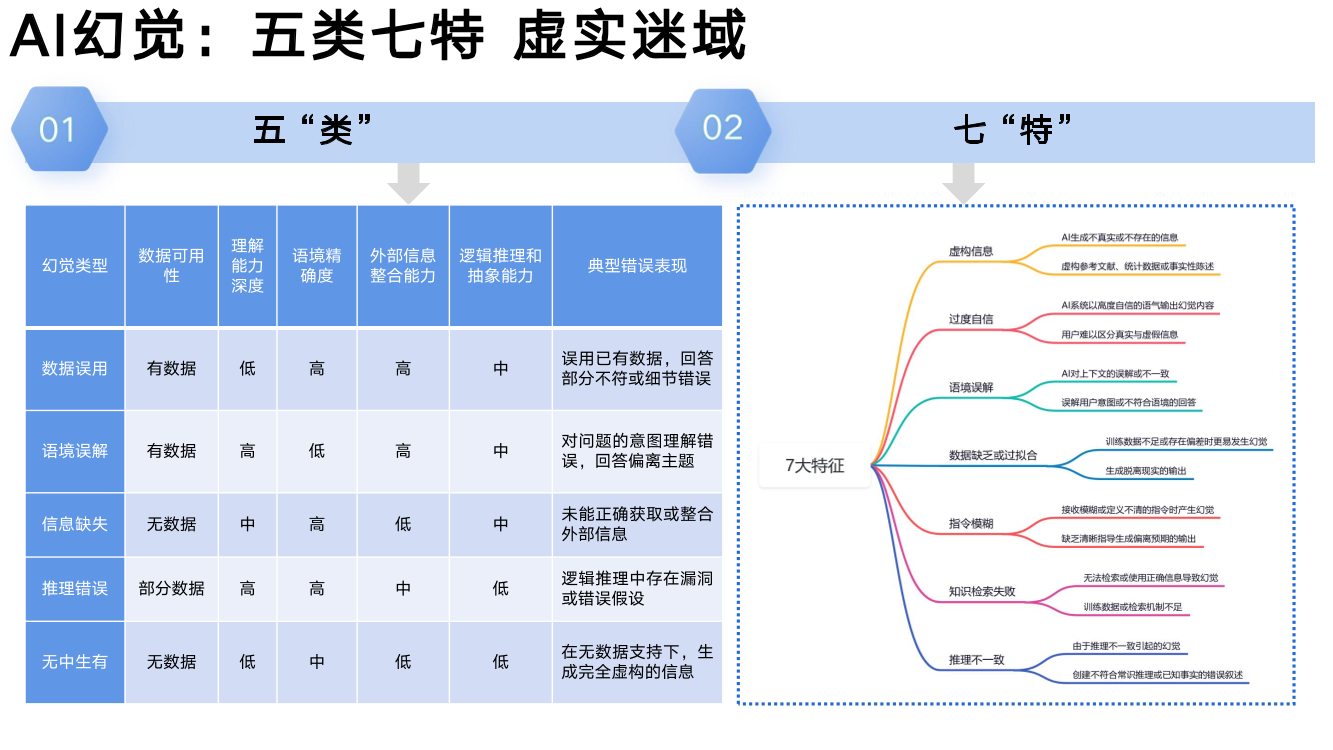 AI幻觉：五类七特 虚实迷域
01
五“类”
02
七“特”
幻觉类型
数据可用
性
理解
能力
深度
语境精
确度
外部信息
整合能力
逻辑推理和
抽象能力
典型错误表现
数据误用
有数据
低
高
高
中
误用已有数据，回答
部分不符或细节错误
语境误解
有数据
高
低
高
中
对问题的意图理解错
误，回答偏离主题
信息缺失
无数据
中
高
低
中
未能正确获取或整合
外部信息
推理错误
部分数据
高
高
中
低
逻辑推理中存在漏洞
或错误假设
无中生有
无数据
低
中
低
低
在无数据支持下，生
成完全虚构的信息
7大特征
虚构信息
AI生成不真实或不存在的信息
虚构参考文献、统计数据或事实性陈述
过度自信
AI系统以高度自信的语气输出幻觉内容
用户难以区分真实与虚假信息
语境误解
AI对上下文的误解或不一致
误解用户意图或不符合语境的回答
数据缺乏或过拟合
训练数据不足或存在偏差时更易发生幻觉
生成脱离现实的输出
指令模糊
接收模糊或定义不清的指令时产生幻觉
缺乏清晰指导生成偏离预期的输出
知识检索失败
无法检索或使用正确信息导致幻觉
训练数据或检索机制不足
推理不一致
由于推理不一致引起的幻觉
创建不符合常识推理或已知事实的错误叙述